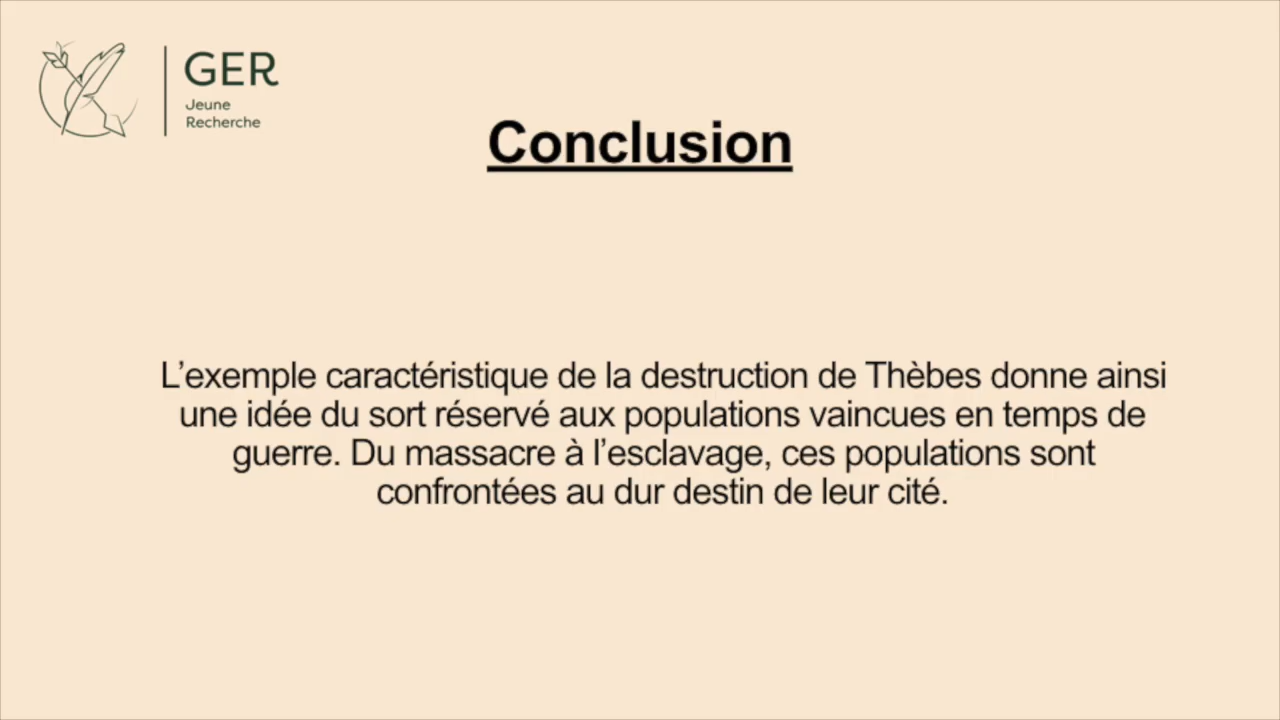 GER
Jeune
Recherche
Conclusion
L’exemple caractéristique de la destruction de Thèbes donne ainsi
une idée du sort réservé aux populations vaincues en temps de
guerre. Du massacre à l’esclavage, ces populations sont
confrontées au dur destin de leur cité.